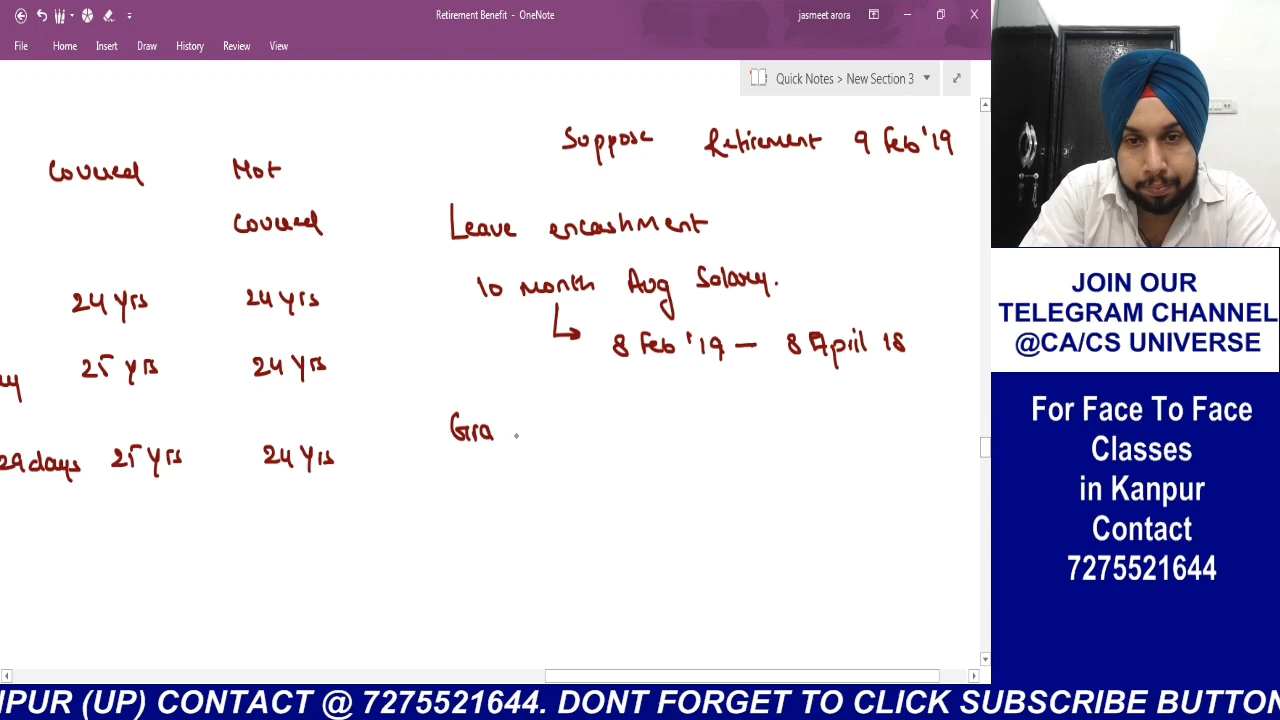 Retirement Benefit - OneNote
jasmeet arora
File Home Insert Draw History Review View
Quick Notes > New Section 3
Covered Not
Covered
24 yrs 24 yrs
25 yrs 24 yrs
29 days 25 yrs 24 yrs
Suppose Retirement 9 Feb '19
Leave encashment
10 month Avg Salary.
8 Feb '19 – 8 April 18
Gra
JOIN OUR
TELEGRAM CHANNEL
@CA/CS UNIVERSE
For Face To Face
Classes
in Kanpur
Contact
7275521644
NPUR (UP) CONTACT @ 7275521644. DONT FORGET TO CLICK SUBSCRIBE BUTTON